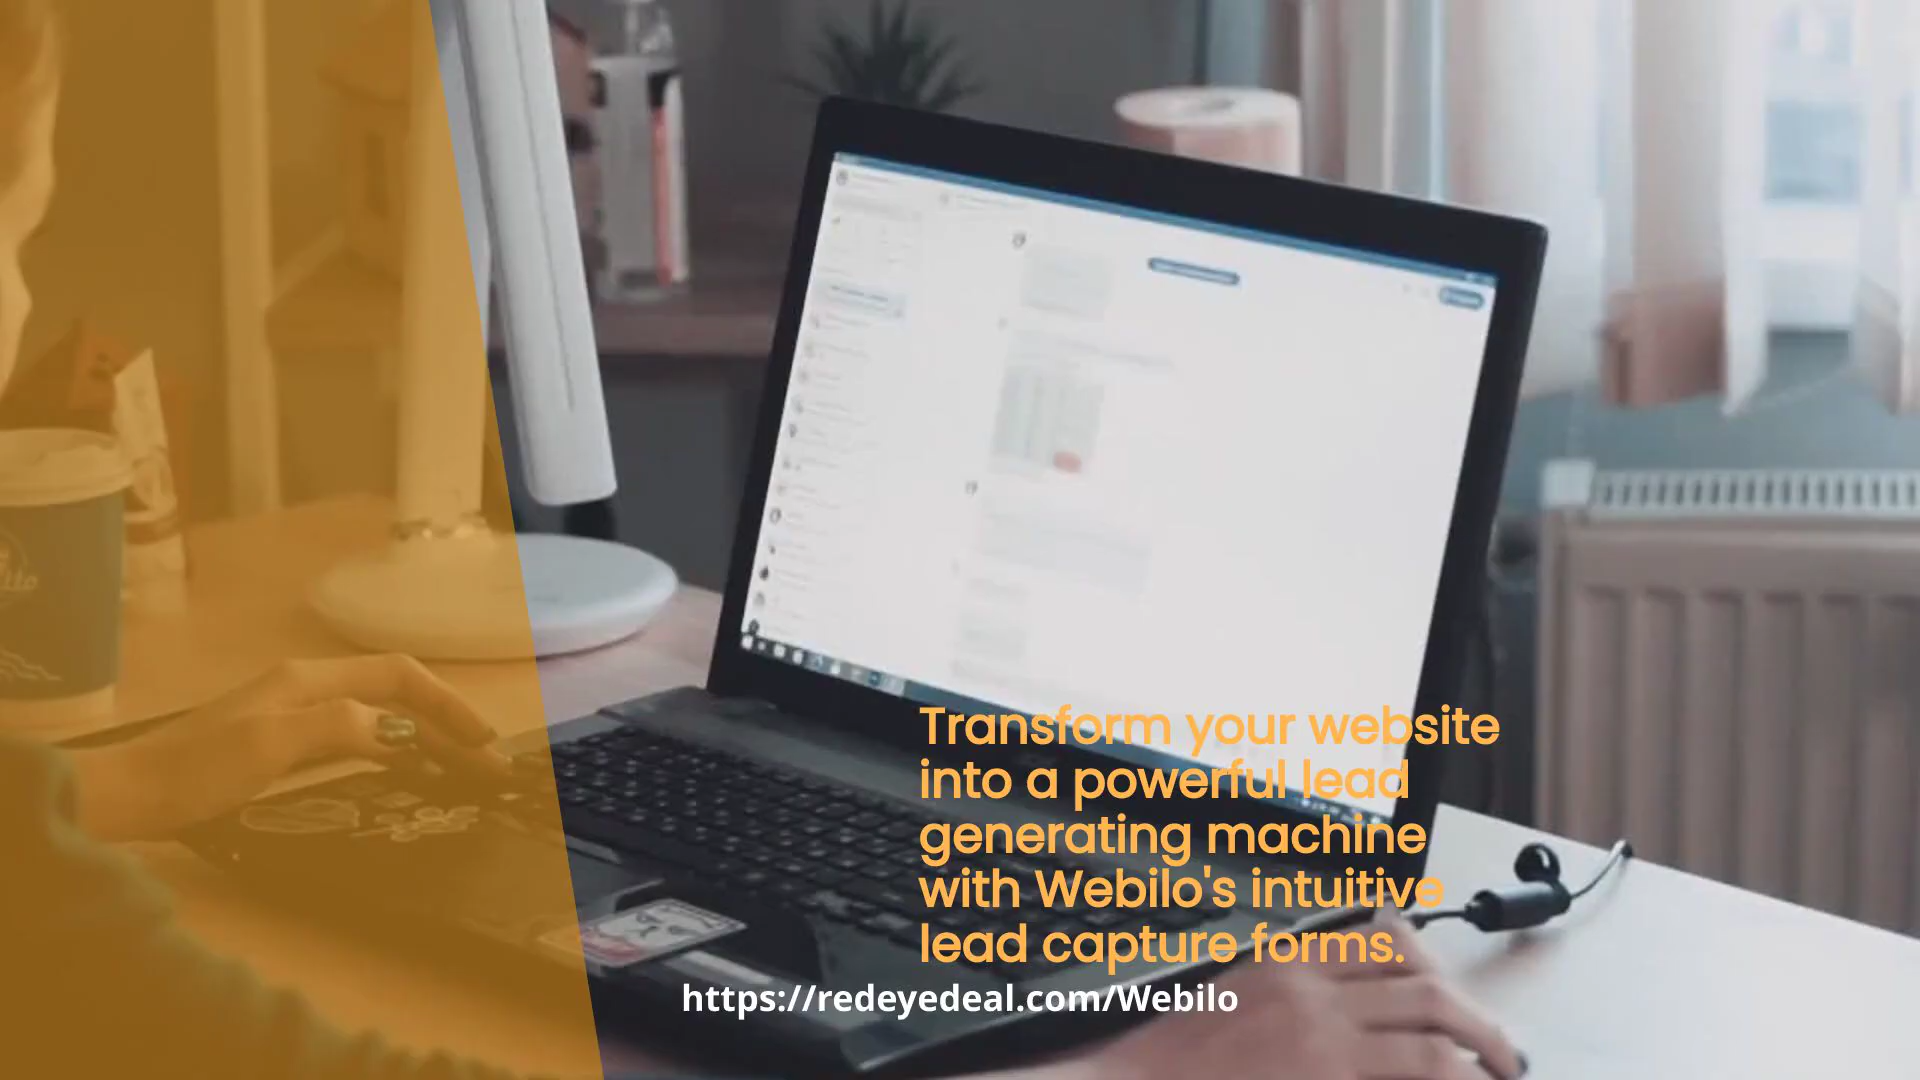 Transform your website
into a powerful lead
generating machine
with Webilo's intuitive
lead capture forms.
https://redeyedeal.com/Webilo